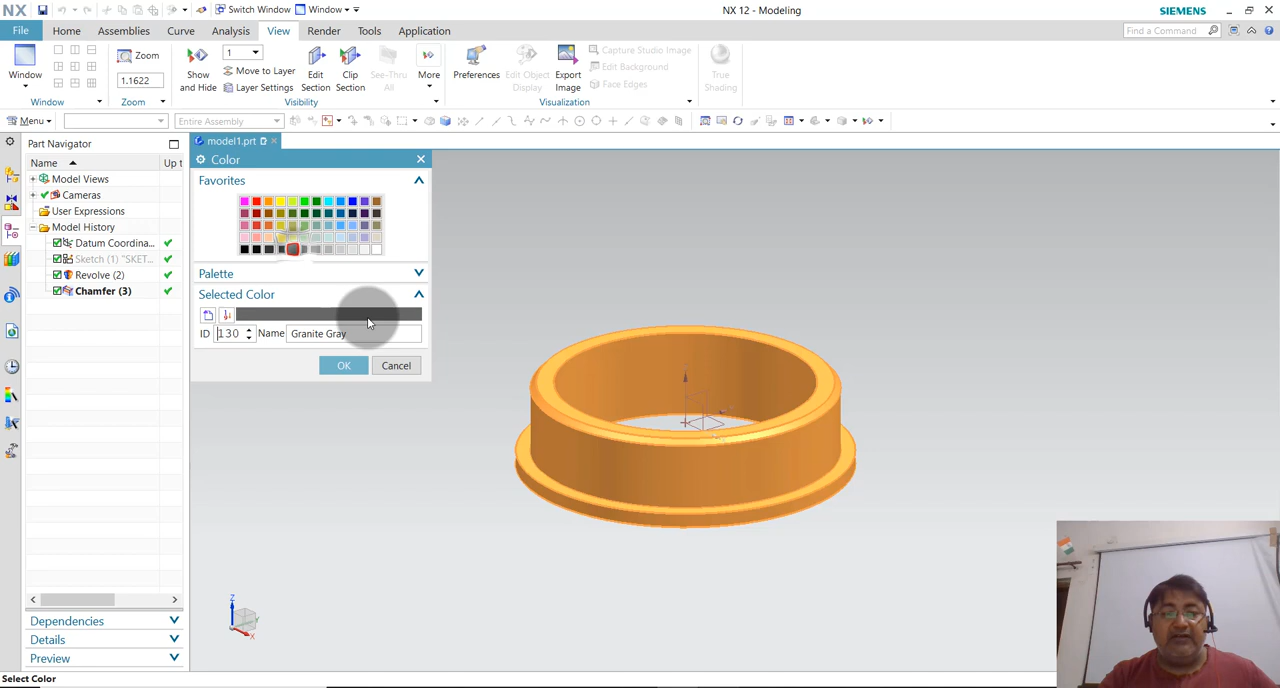 NX
Switch Window
Window
NX 12 - Modeling
SIEMENS
File
Home
Assemblies
Curve
Analysis
View
Render
Tools
Application
Find a Command
Window
Zoom
1.1622
Show and Hide
1
Move to Layer
Layer Settings
Edit Section
Clip Section
See-Thru All
More
Preferences
Edit Object Display
Export Image
Capture Studio Image
Edit Background
Face Edges
True Shading
Window
Zoom
Visibility
Visualization
Menu
Entire Assembly
Part Navigator
Name
Up t
Model Views
Cameras
User Expressions
Model History
Datum Coordina...
Sketch (1) "SKET...
Revolve (2)
Chamfer (3)
Dependencies
Details
Preview
Select Color
model1.prt
Color
Favorites
Palette
Selected Color
ID 130 Name Granite Gray
OK
Cancel
Z
Y
X